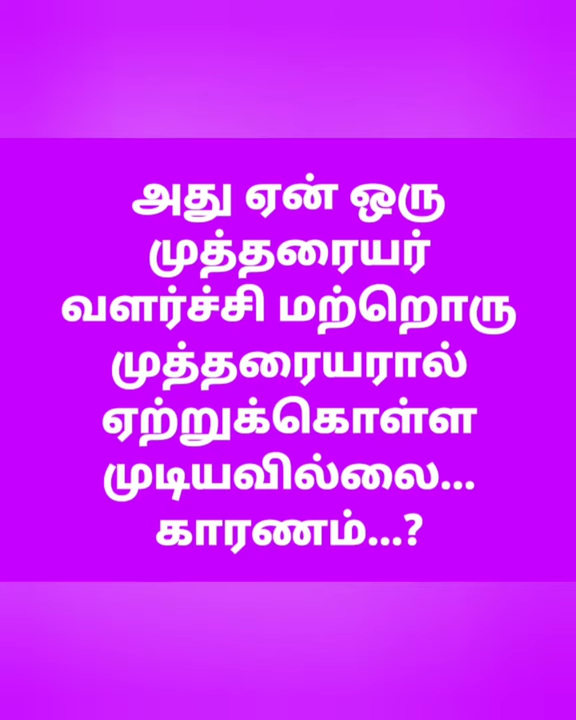 அது ஏன் ஒரு
முத்தரையர்
வளர்ச்சி மற்றொரு
முத்தரையரால்
ஏற்றுக்கொள்ள
முடியவில்லை...
காரணம்...?